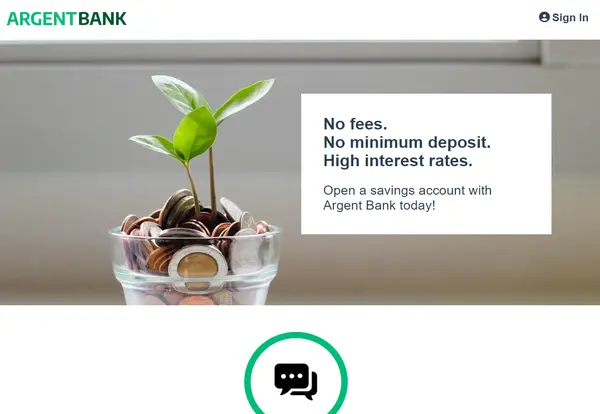 ARGENTBANK
Sign In
No fees.
No minimum deposit.
High interest rates.
Open a savings account with
Argent Bank today!